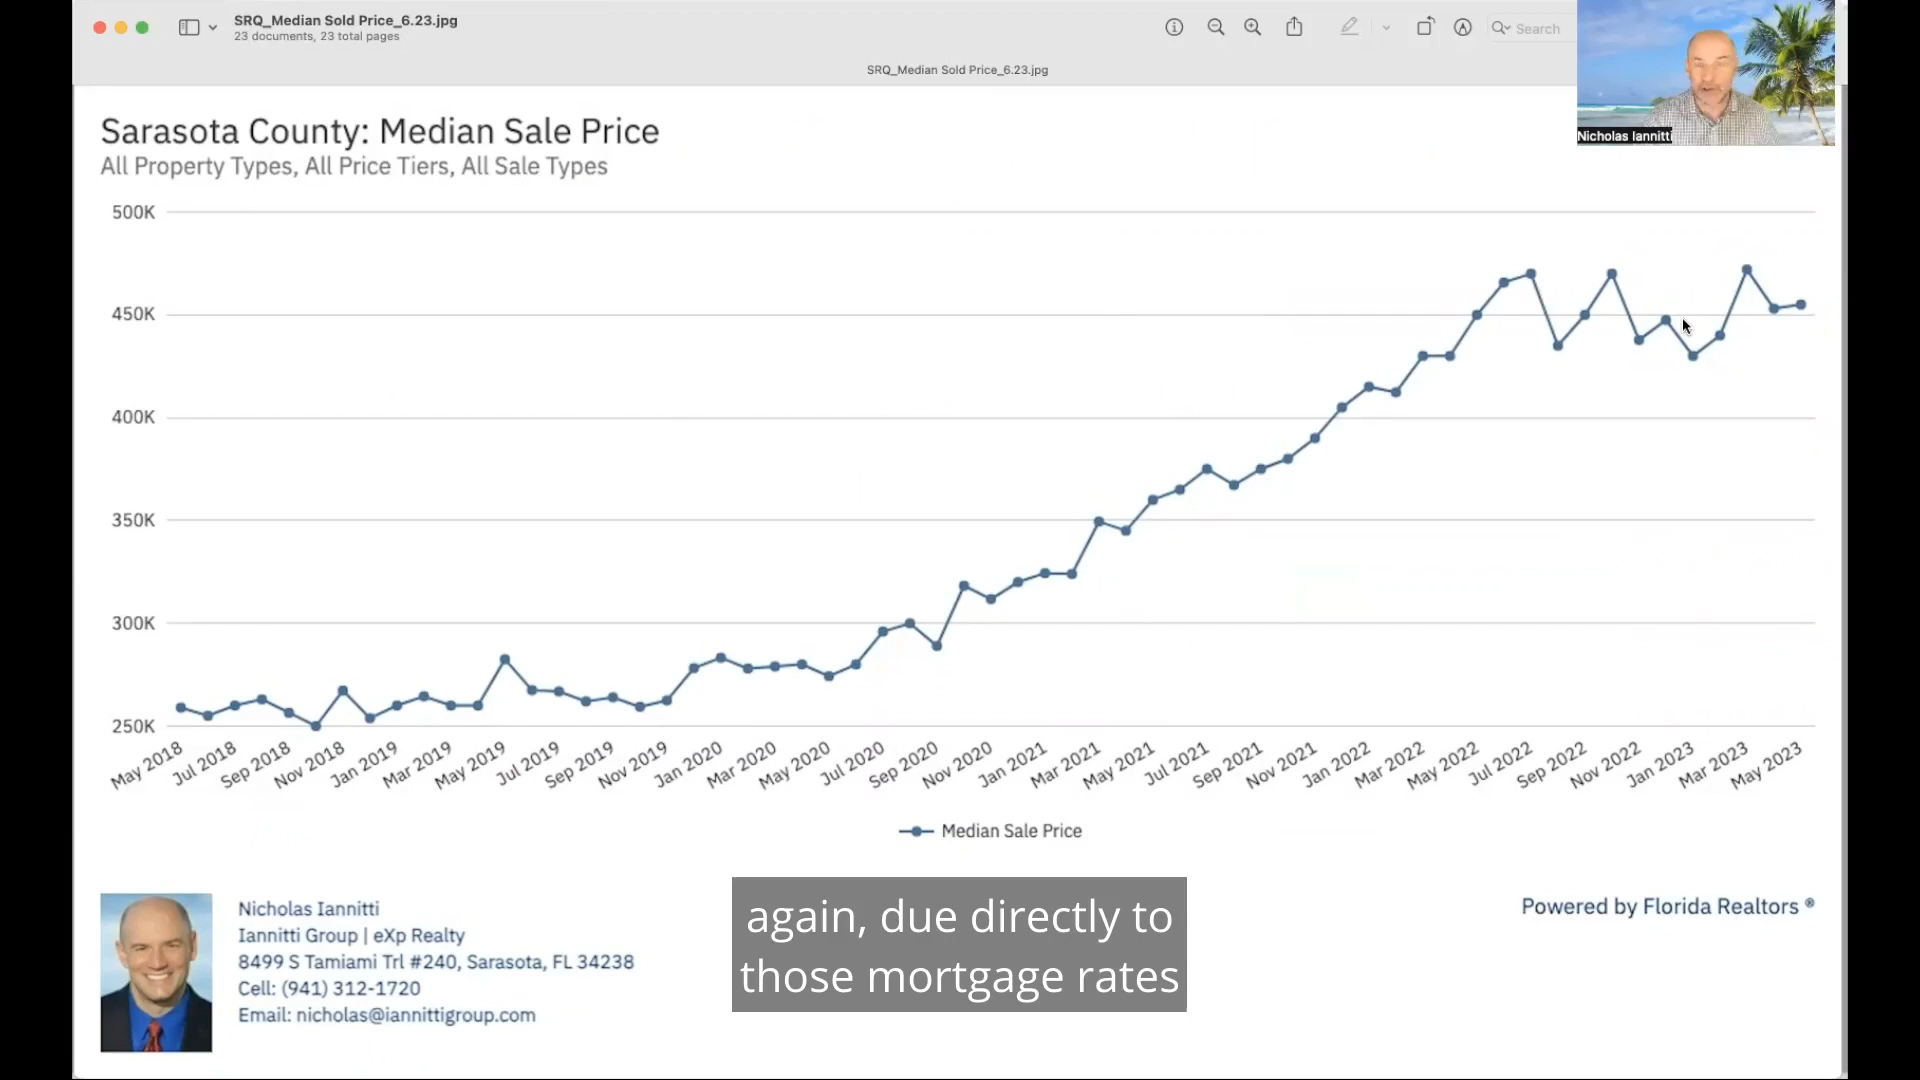 SRQ_Median Sold Price_6.23.jpg
23 documents, 23 total pages
Search
SRQ_Median Sold Price_6.23.jpg
Nicholas Iannitti
Sarasota County: Median Sale Price
All Property Types, All Price Tiers, All Sale Types
500K
450K
400K
350K
300K
250K
May 2018 Jul 2018 Sep 2018 Nov 2018 Jan 2019 Mar 2019 May 2019 Jul 2019 Sep 2019 Nov 2019 Jan 2020 Mar 2020 May 2020 Jul 2020 Sep 2020 Nov 2020 Jan 2021 Mar 2021 May 2021 Jul 2021 Sep 2021 Nov 2021 Jan 2022 Mar 2022 May 2022 Jul 2022 Sep 2022 Nov 2022 Jan 2023 Mar 2023 May 2023
Median Sale Price
Nicholas Iannitti
Iannitti Group | eXp Realty
8499 S Tamiami Trl #240, Sarasota, FL 34238
Cell: (941) 312-1720
Email: nicholas@iannittigroup.com
Powered by Florida Realtors ®
again, due directly to
those mortgage rates